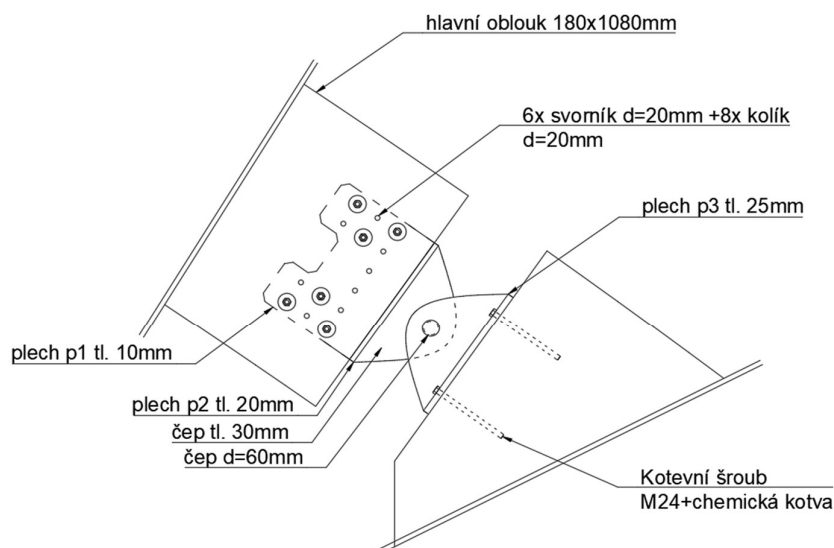 hlavní oblouk 180x1080mm
6x svorník d=20mm +8x kolík
d=20mm
plech p3 tl. 25mm
plech p1 tl. 10mm
plech p2 tl. 20mm
čep tl. 30mm
čep d=60mm
Kotevní šroub
M24+chemická kotva